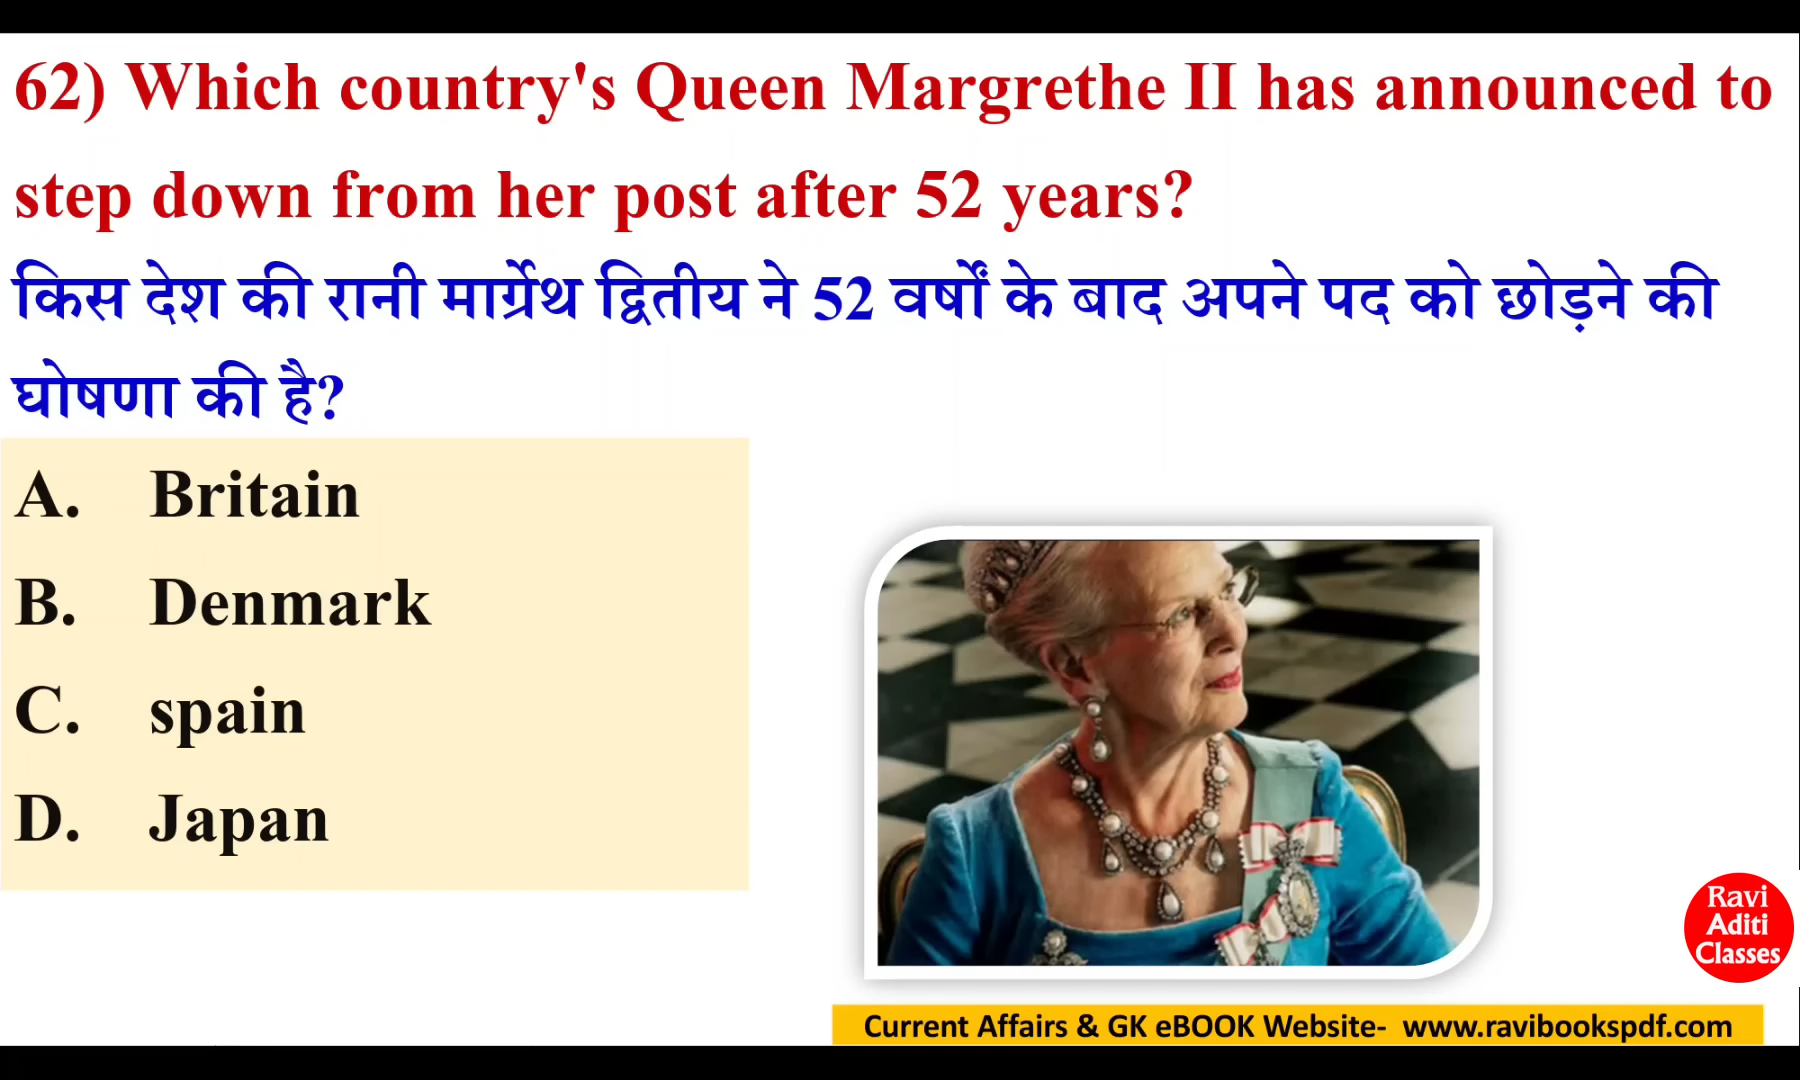 62) Which country's Queen Margrethe II has announced to
step down from her post after 52 years?
किस देश की रानी मार्ग्रेथ द्वितीय ने 52 वर्षों के बाद अपने पद को छोड़ने की
घोषणा की है?
A. Britain
B. Denmark
C. spain
D. Japan
Ravi
Aditi
Classes
Current Affairs & GK eBOOK Website- www.ravibookspdf.com